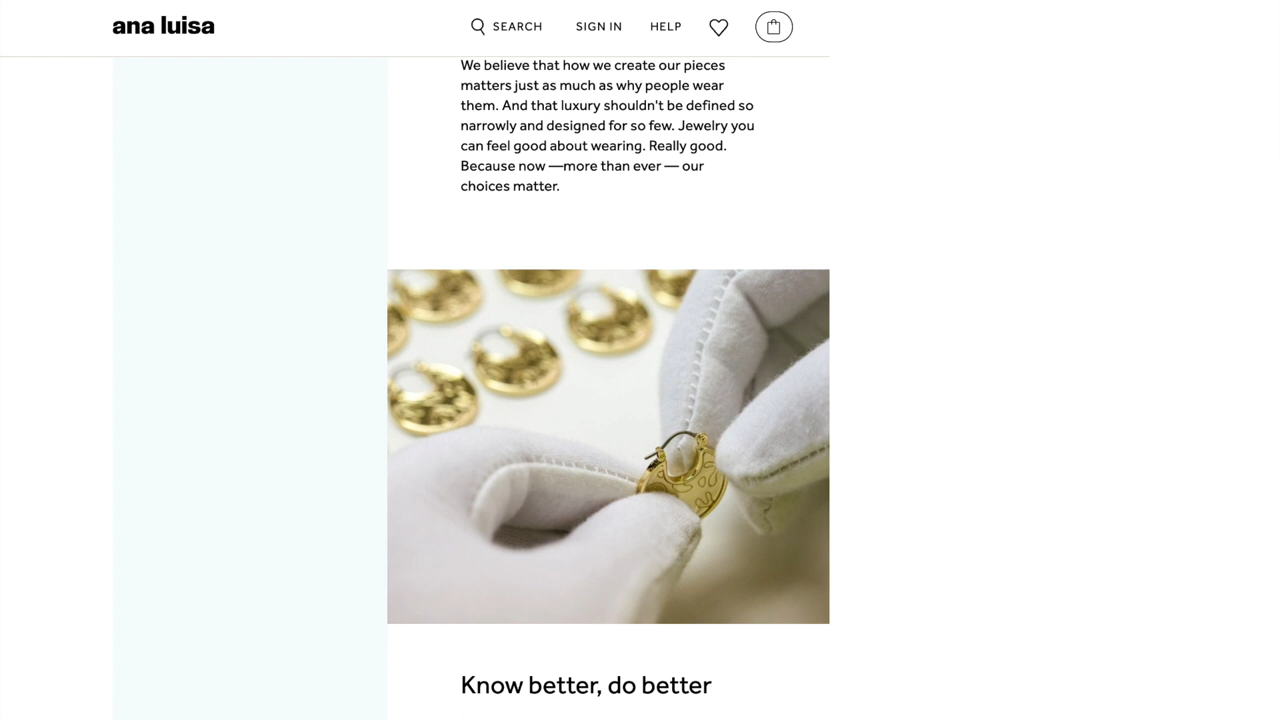 ana luisa
SEARCH
SIGN IN
HELP
We believe that how we create our pieces
matters just as much as why people wear
them. And that luxury shouldn't be defined so
narrowly and designed for so few. Jewelry you
can feel good about wearing. Really good.
Because now —more than ever — our
choices matter.
Know better, do better